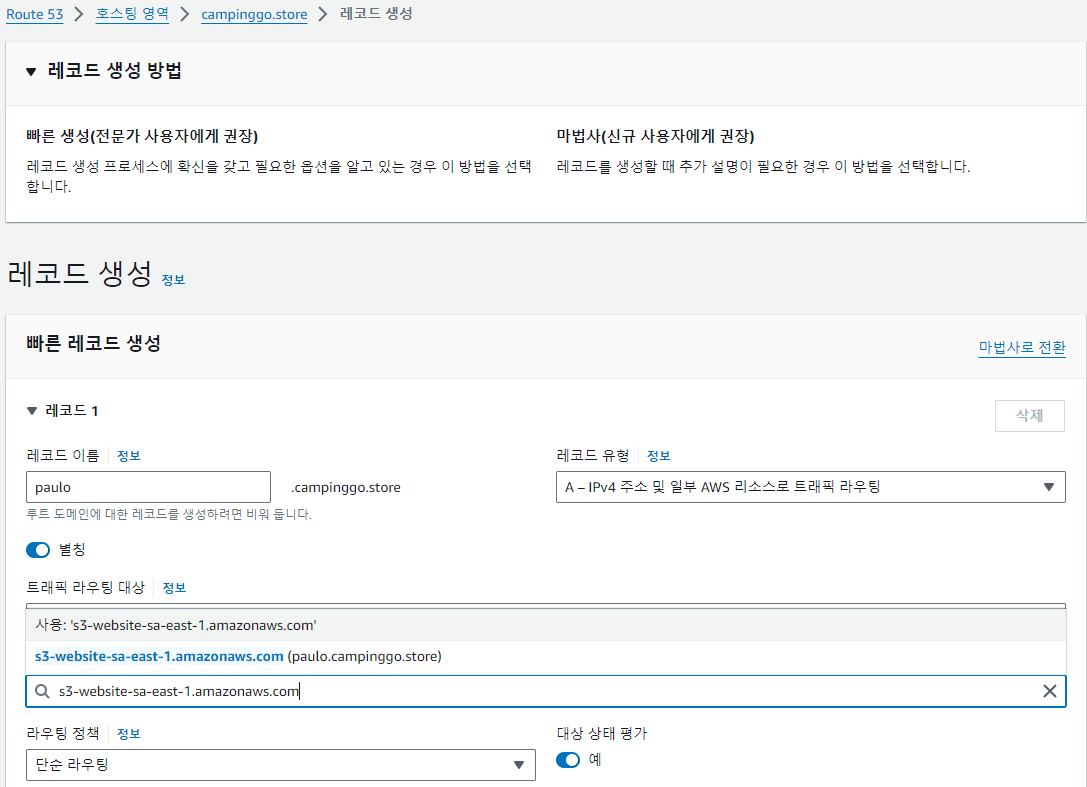 Route 53 > 호스팅 영역 > campinggo.store > 레코드 생성
레코드 생성 방법
빠른 생성(전문가 사용자에게 권장)
레코드 생성 프로세스에 확신을 갖고 필요한 옵션을 알고 있는 경우 이 방법을 선택
합니다.
마법사(신규 사용자에게 권장)
레코드를 생성할 때 추가 설명이 필요한 경우 이 방법을 선택합니다.
레코드 생성 정보
빠른 레코드 생성
마법사로 전환
레코드 1
삭제
레코드 이름 정보
paulo .campinggo.store
루트 도메인에 대한 레코드를 생성하려면 비워 둡니다.
레코드 유형 정보
A – IPv4 주소 및 일부 AWS 리소스로 트래픽 라우팅
별칭
트래픽 라우팅 대상 정보
사용: 's3-website-sa-east-1.amazonaws.com'
s3-website-sa-east-1.amazonaws.com (paulo.campinggo.store)
s3-website-sa-east-1.amazonaws.com
라우팅 정책 정보
단순 라우팅
대상 상태 평가
예